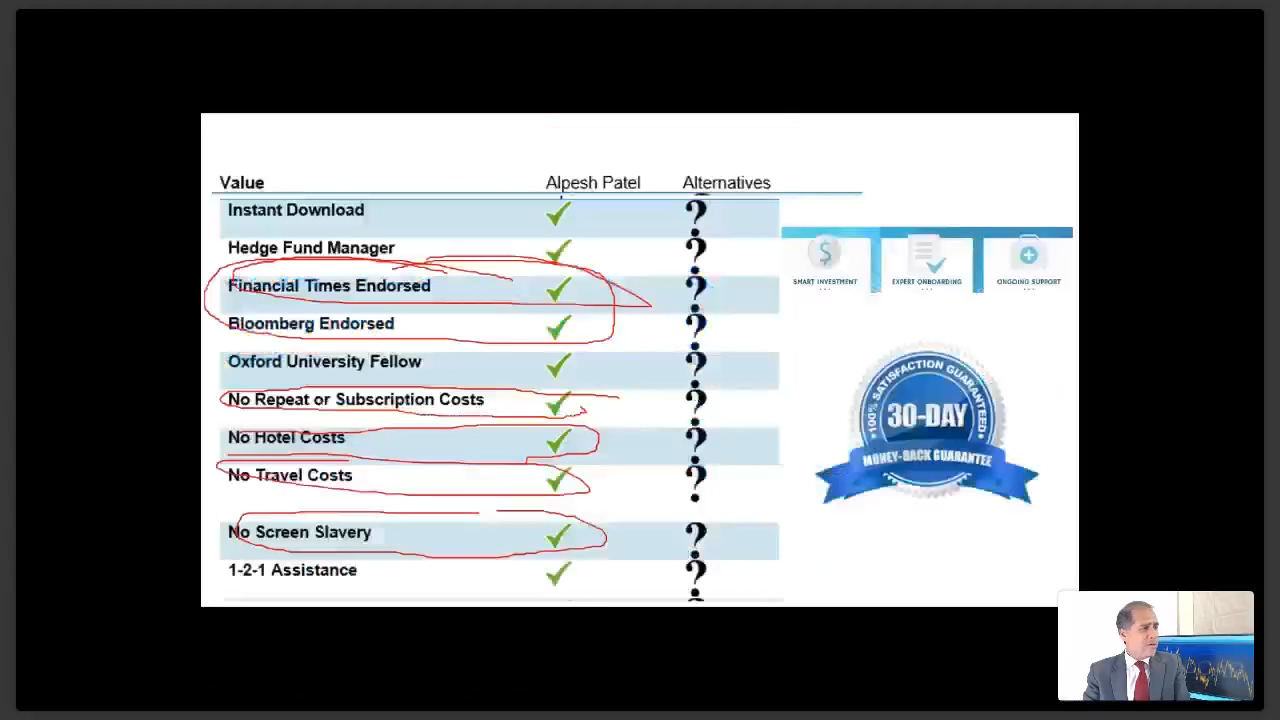 Value Alpesh Patel Alternatives
Instant Download ?
Hedge Fund Manager ?
Financial Times Endorsed ?
Bloomberg Endorsed ?
Oxford University Fellow ?
No Repeat or Subscription Costs ?
No Hotel Costs ?
No Travel Costs ?
No Screen Slavery ?
1-2-1 Assistance ?
$
SMART INVESTMENT
EXPERT ONBOARDING
ONGOING SUPPORT
100% SATISFACTION GUARANTEED
30-DAY
MONEY-BACK GUARANTEE